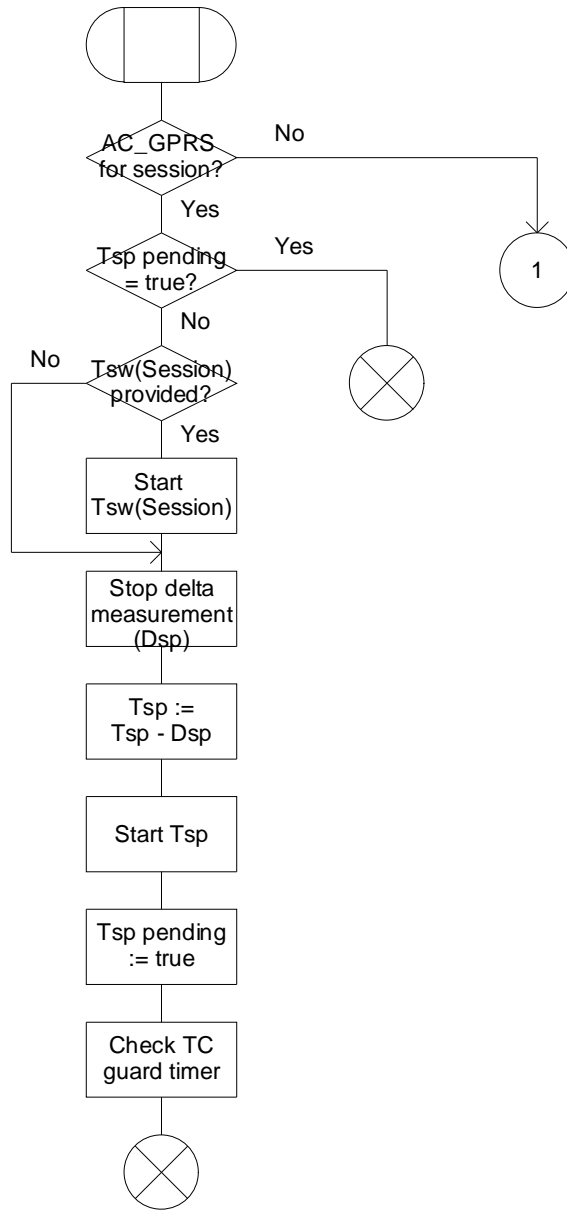 AC_GPRS
for session?
No
Yes
Tsp pending
= true?
Yes
1
No
Tsw(Session)
provided?
No
Yes
Start
Tsw(Session)
Stop delta
measurement
(Dsp)
Tsp :=
Tsp - Dsp
Start Tsp
Tsp pending
:= true
Check TC
guard timer